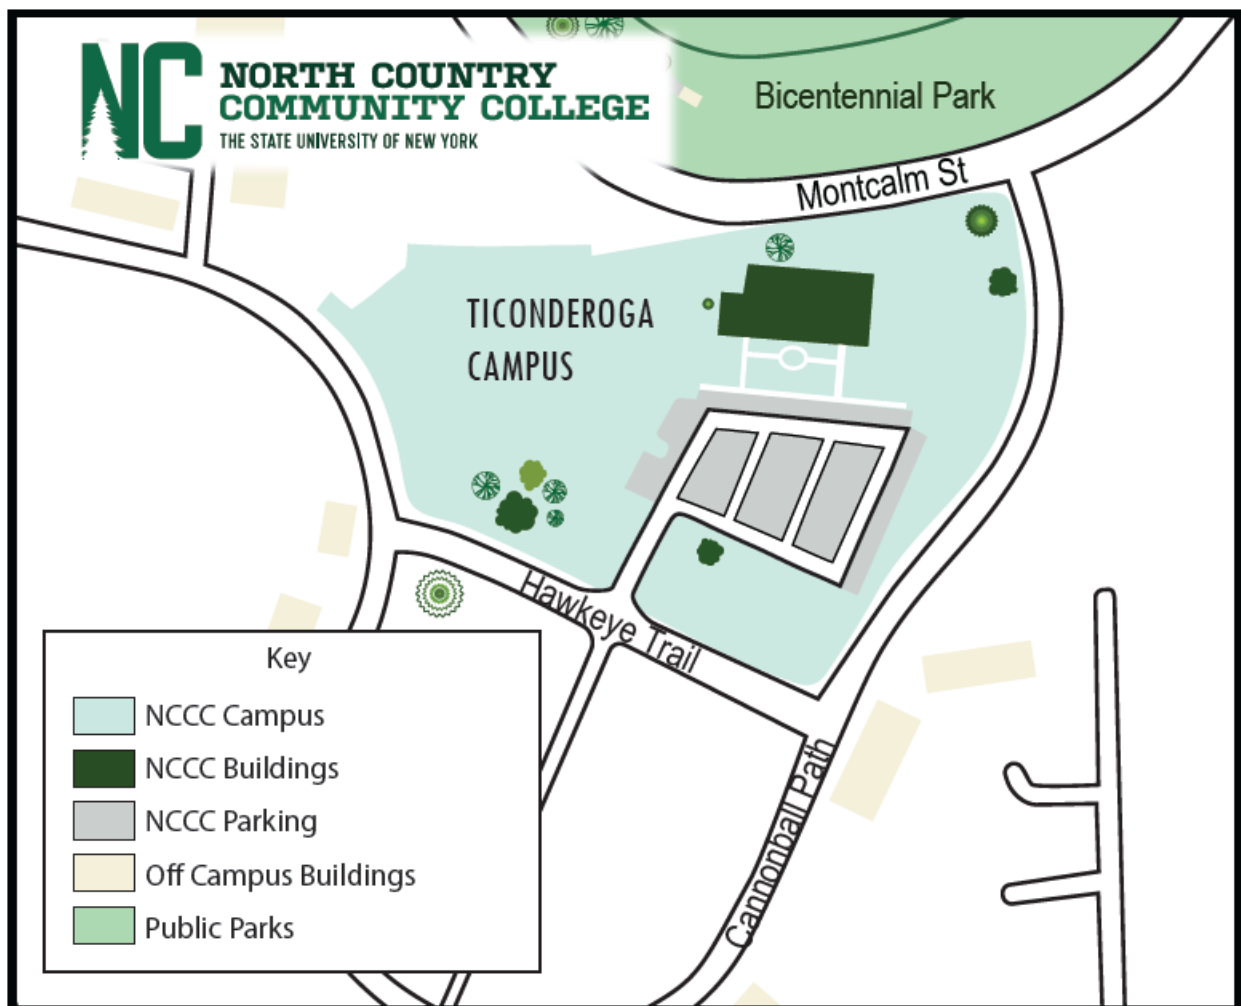 NC
NORTH COUNTRY
COMMUNITY COLLEGE
THE STATE UNIVERSITY OF NEW YORK
Bicentennial Park
Montcalm St
TICONDEROGA
CAMPUS
Hawkeye Trail
Cannonball Path
Key
NCCC Campus
NCCC Buildings
NCCC Parking
Off Campus Buildings
Public Parks